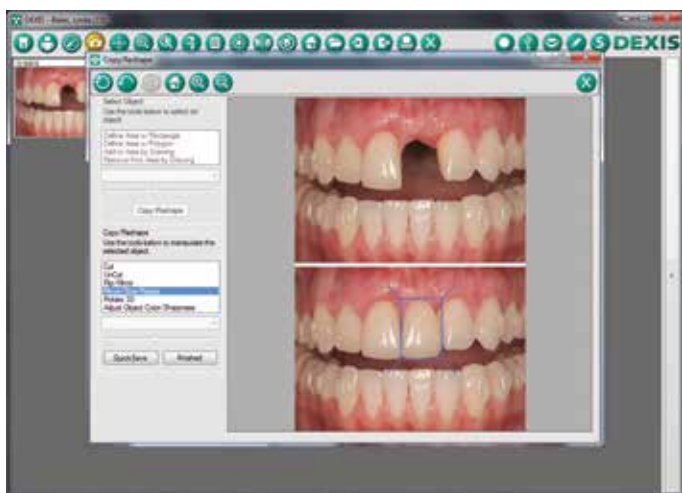 DEXIS
DEXIS
Copy/Reshape
Select Object
Use the tools below to select an
object.
Define Area w/ Rectangle
Define Area w/ Polygon
Add to Area by Drawing
Remove from Area by Drawing
Copy/Reshape
Copy/Reshape
Use the tools below to manipulate the
selected object.
Cut
UnCut
Flip/Mirror
Rotate 3D
Adjust Object Color/Sharpness
QuickSave
Finished